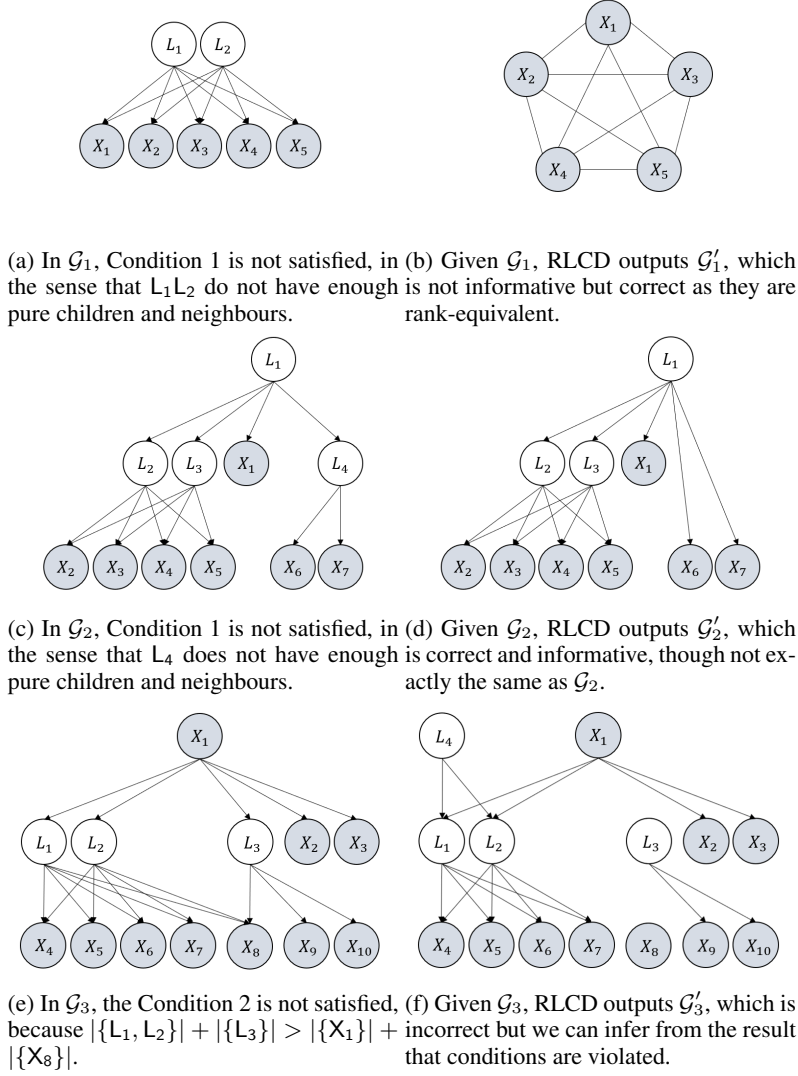 L₁ L₂
X₁ X₂ X₃ X₄ X₅
X₁
X₂ X₃
X₄ X₅
(a) In 𝒢₁, Condition 1 is not satisfied, in
the sense that L₁L₂ do not have enough
pure children and neighbours.
(b) Given 𝒢₁, RLCD outputs 𝒢₁′, which
is not informative but correct as they are
rank-equivalent.
L₁
L₂ L₃ X₁ L₄
X₂ X₃ X₄ X₅ X₆ X₇
L₁
L₂ L₃ X₁
X₂ X₃ X₄ X₅ X₆ X₇
(c) In 𝒢₂, Condition 1 is not satisfied, in
the sense that L₄ does not have enough
pure children and neighbours.
(d) Given 𝒢₂, RLCD outputs 𝒢₂′, which
is correct and informative, though not ex-
actly the same as 𝒢₂.
X₁
L₁ L₂ L₃ X₂ X₃
X₄ X₅ X₆ X₇ X₈ X₉ X₁₀
L₄ X₁
L₁ L₂ L₃ X₂ X₃
X₄ X₅ X₆ X₇ X₈ X₉ X₁₀
(e) In 𝒢₃, the Condition 2 is not satisfied,
because |{L₁, L₂}| + |{L₃}| > |{X₁}| +
|{X₈}|.
(f) Given 𝒢₃, RLCD outputs 𝒢₃′, which is
incorrect but we can infer from the result
that conditions are violated.